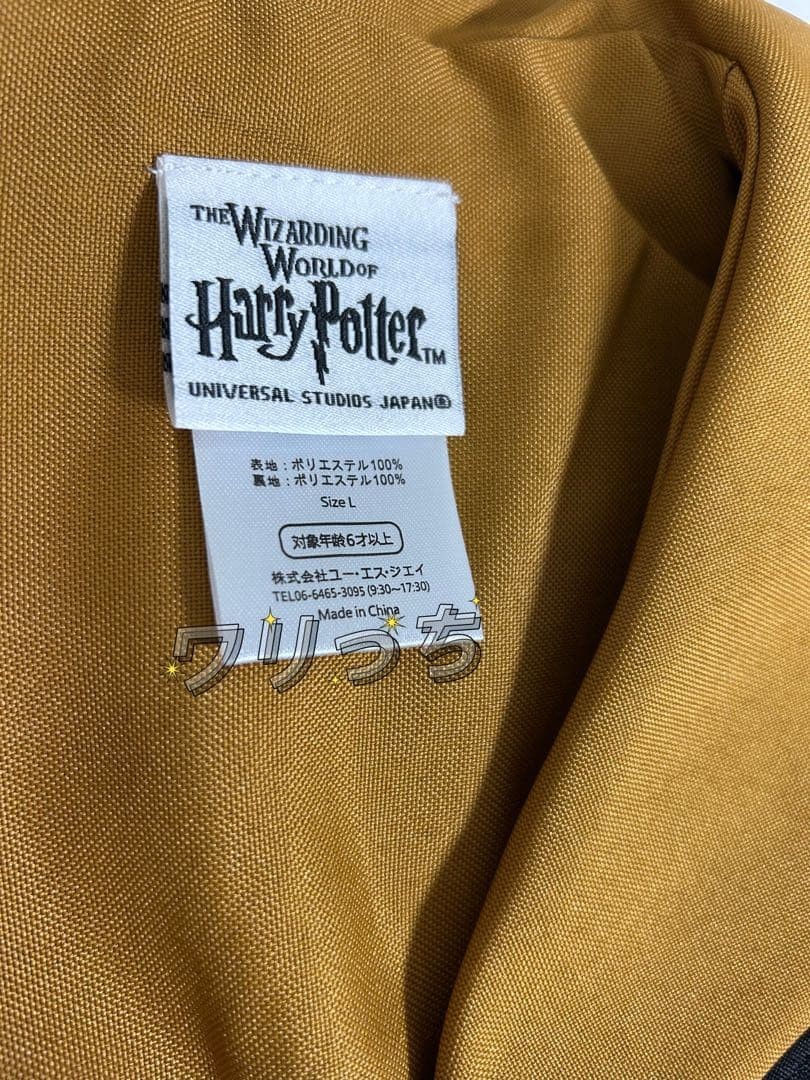 THE WIZARDING
WORLD OF
Harry Potter™
UNIVERSAL STUDIOS JAPAN®
表地：ポリエステル100%
裏地：ポリエステル100%
Size L
対象年齢6才以上
株式会社ユー・エス・ジェイ
TEL06-6465-3095 (9:30～17:30)
Made in China
ワリっち